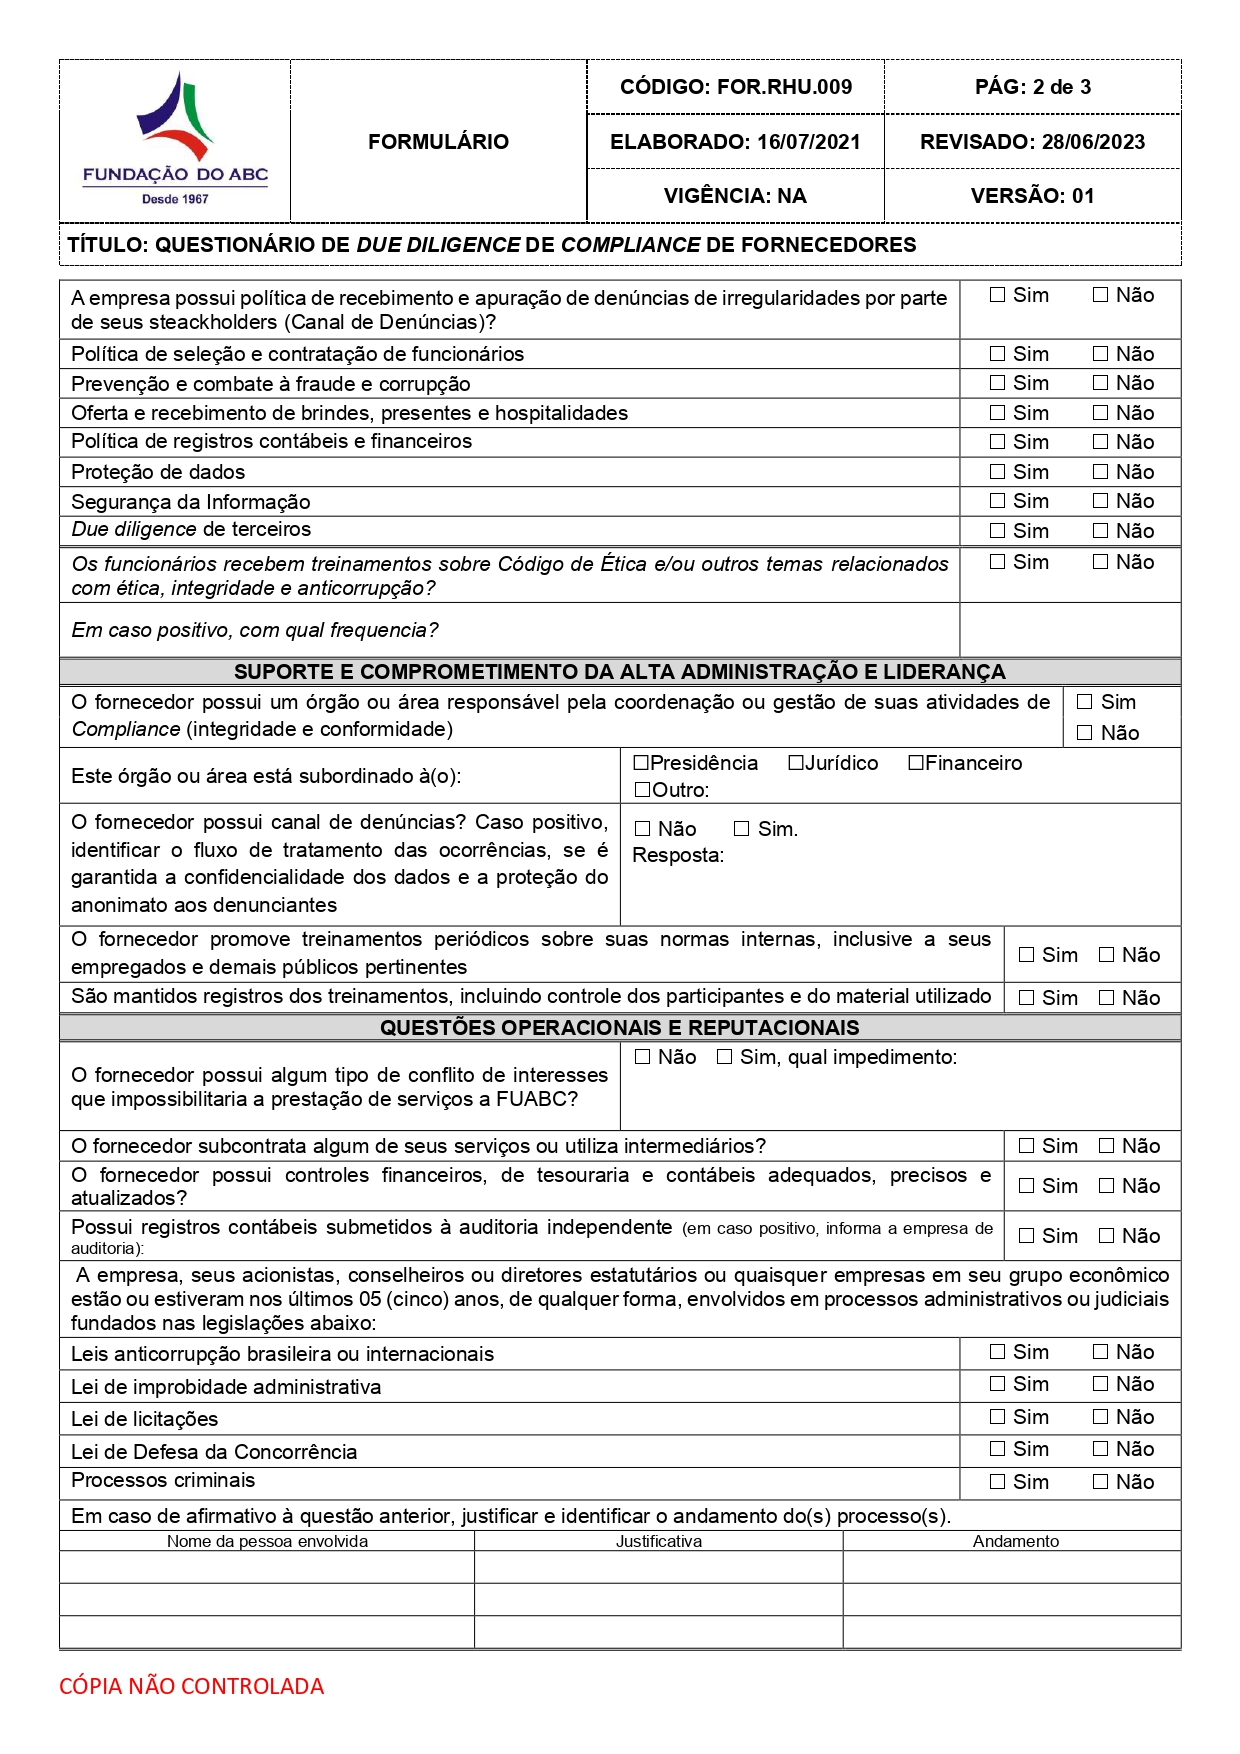 FUNDAÇÃO DO ABC
Desde 1967
FORMULÁRIO
CÓDIGO: FOR.RHU.009
PÁG: 2 de 3
ELABORADO: 16/07/2021
REVISADO: 28/06/2023
VIGÊNCIA: NA
VERSÃO: 01
TÍTULO: QUESTIONÁRIO DE DUE DILIGENCE DE COMPLIANCE DE FORNECEDORES
A empresa possui política de recebimento e apuração de denúncias de irregularidades por parte
de seus steackholders (Canal de Denúncias)?
☐ Sim ☐ Não
Política de seleção e contratação de funcionários ☐ Sim ☐ Não
Prevenção e combate à fraude e corrupção ☐ Sim ☐ Não
Oferta e recebimento de brindes, presentes e hospitalidades ☐ Sim ☐ Não
Política de registros contábeis e financeiros ☐ Sim ☐ Não
Proteção de dados ☐ Sim ☐ Não
Segurança da Informação ☐ Sim ☐ Não
Due diligence de terceiros ☐ Sim ☐ Não
Os funcionários recebem treinamentos sobre Código de Ética e/ou outros temas relacionados
com ética, integridade e anticorrupção?
☐ Sim ☐ Não
Em caso positivo, com qual frequencia?
SUPORTE E COMPROMETIMENTO DA ALTA ADMINISTRAÇÃO E LIDERANÇA
O fornecedor possui um órgão ou área responsável pela coordenação ou gestão de suas atividades de
Compliance (integridade e conformidade)
☐ Sim
☐ Não
Este órgão ou área está subordinado à(o):
☐Presidência ☐Jurídico ☐Financeiro
☐Outro:
O fornecedor possui canal de denúncias? Caso positivo,
identificar o fluxo de tratamento das ocorrências, se é
garantida a confidencialidade dos dados e a proteção do
anonimato aos denunciantes
☐ Não ☐ Sim.
Resposta:
O fornecedor promove treinamentos periódicos sobre suas normas internas, inclusive a seus
empregados e demais públicos pertinentes
☐ Sim ☐ Não
São mantidos registros dos treinamentos, incluindo controle dos participantes e do material utilizado ☐ Sim ☐ Não
QUESTÕES OPERACIONAIS E REPUTACIONAIS
O fornecedor possui algum tipo de conflito de interesses
que impossibilitaria a prestação de serviços a FUABC?
☐ Não ☐ Sim, qual impedimento:
O fornecedor subcontrata algum de seus serviços ou utiliza intermediários? ☐ Sim ☐ Não
O fornecedor possui controles financeiros, de tesouraria e contábeis adequados, precisos e
atualizados?
☐ Sim ☐ Não
Possui registros contábeis submetidos à auditoria independente (em caso positivo, informa a empresa de
auditoria):
☐ Sim ☐ Não
A empresa, seus acionistas, conselheiros ou diretores estatutários ou quaisquer empresas em seu grupo econômico
estão ou estiveram nos últimos 05 (cinco) anos, de qualquer forma, envolvidos em processos administrativos ou judiciais
fundados nas legislações abaixo:
Leis anticorrupção brasileira ou internacionais ☐ Sim ☐ Não
Lei de improbidade administrativa ☐ Sim ☐ Não
Lei de licitações ☐ Sim ☐ Não
Lei de Defesa da Concorrência ☐ Sim ☐ Não
Processos criminais ☐ Sim ☐ Não
Em caso de afirmativo à questão anterior, justificar e identificar o andamento do(s) processo(s).
Nome da pessoa envolvida Justificativa Andamento
CÓPIA NÃO CONTROLADA